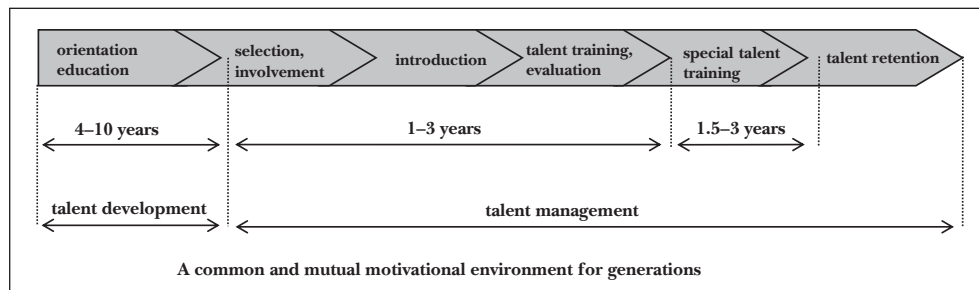 orientation
education
selection,
involvement
introduction
talent training,
evaluation
special talent
training
talent retention
4–10 years
1–3 years
1.5–3 years
talent development
talent management
A common and mutual motivational environment for generations